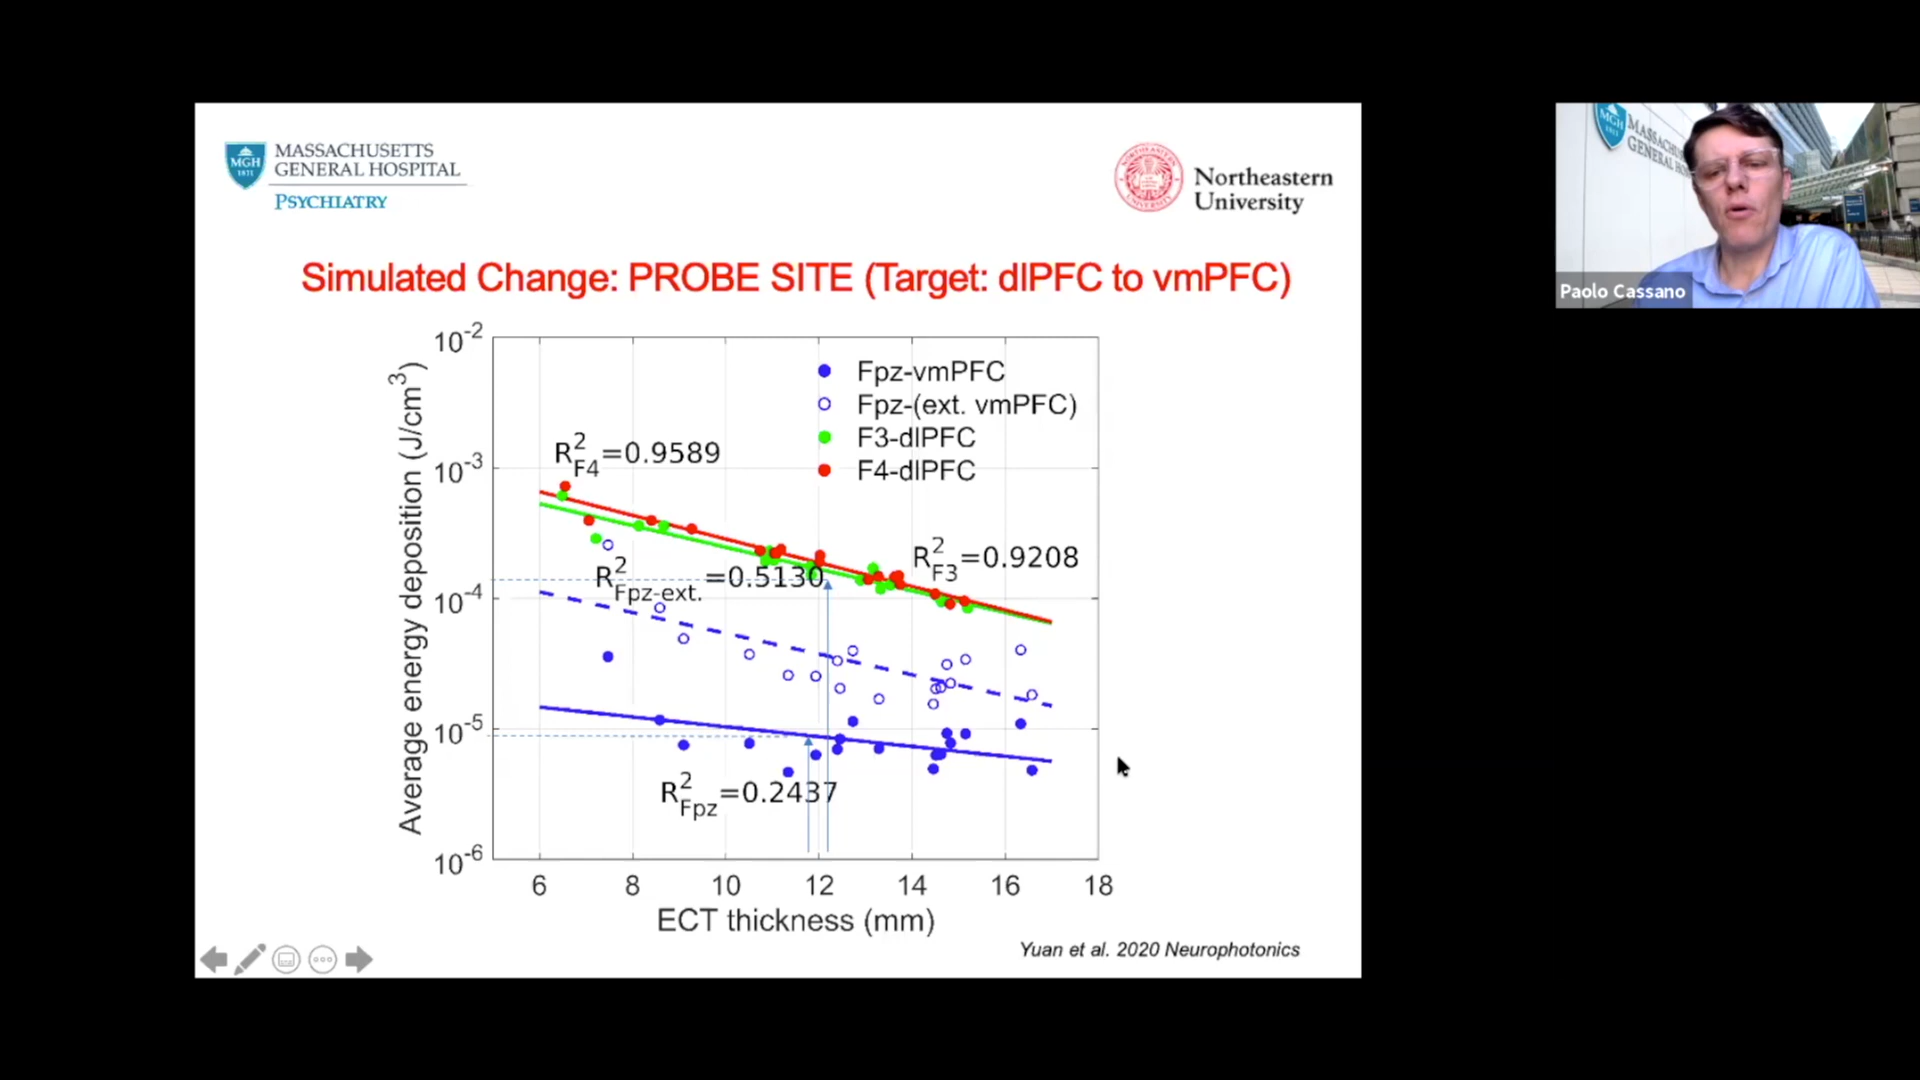 MASSACHUSETTS
GENERAL HOSPITAL
PSYCHIATRY
MGH
1811
Northeastern
University
Simulated Change: PROBE SITE (Target: dlPFC to vmPFC)
Average energy deposition (J/cm³)
10⁻²
10⁻³
10⁻⁴
10⁻⁵
10⁻⁶
Fpz-vmPFC
Fpz-(ext. vmPFC)
F3-dlPFC
F4-dlPFC
R²F4=0.9589
R²F3=0.9208
R²Fpz-ext.=0.5130
R²Fpz=0.2437
6 8 10 12 14 16 18
ECT thickness (mm)
Yuan et al. 2020 Neurophotonics
MGH
1811
GENERAL
Paolo Cassano